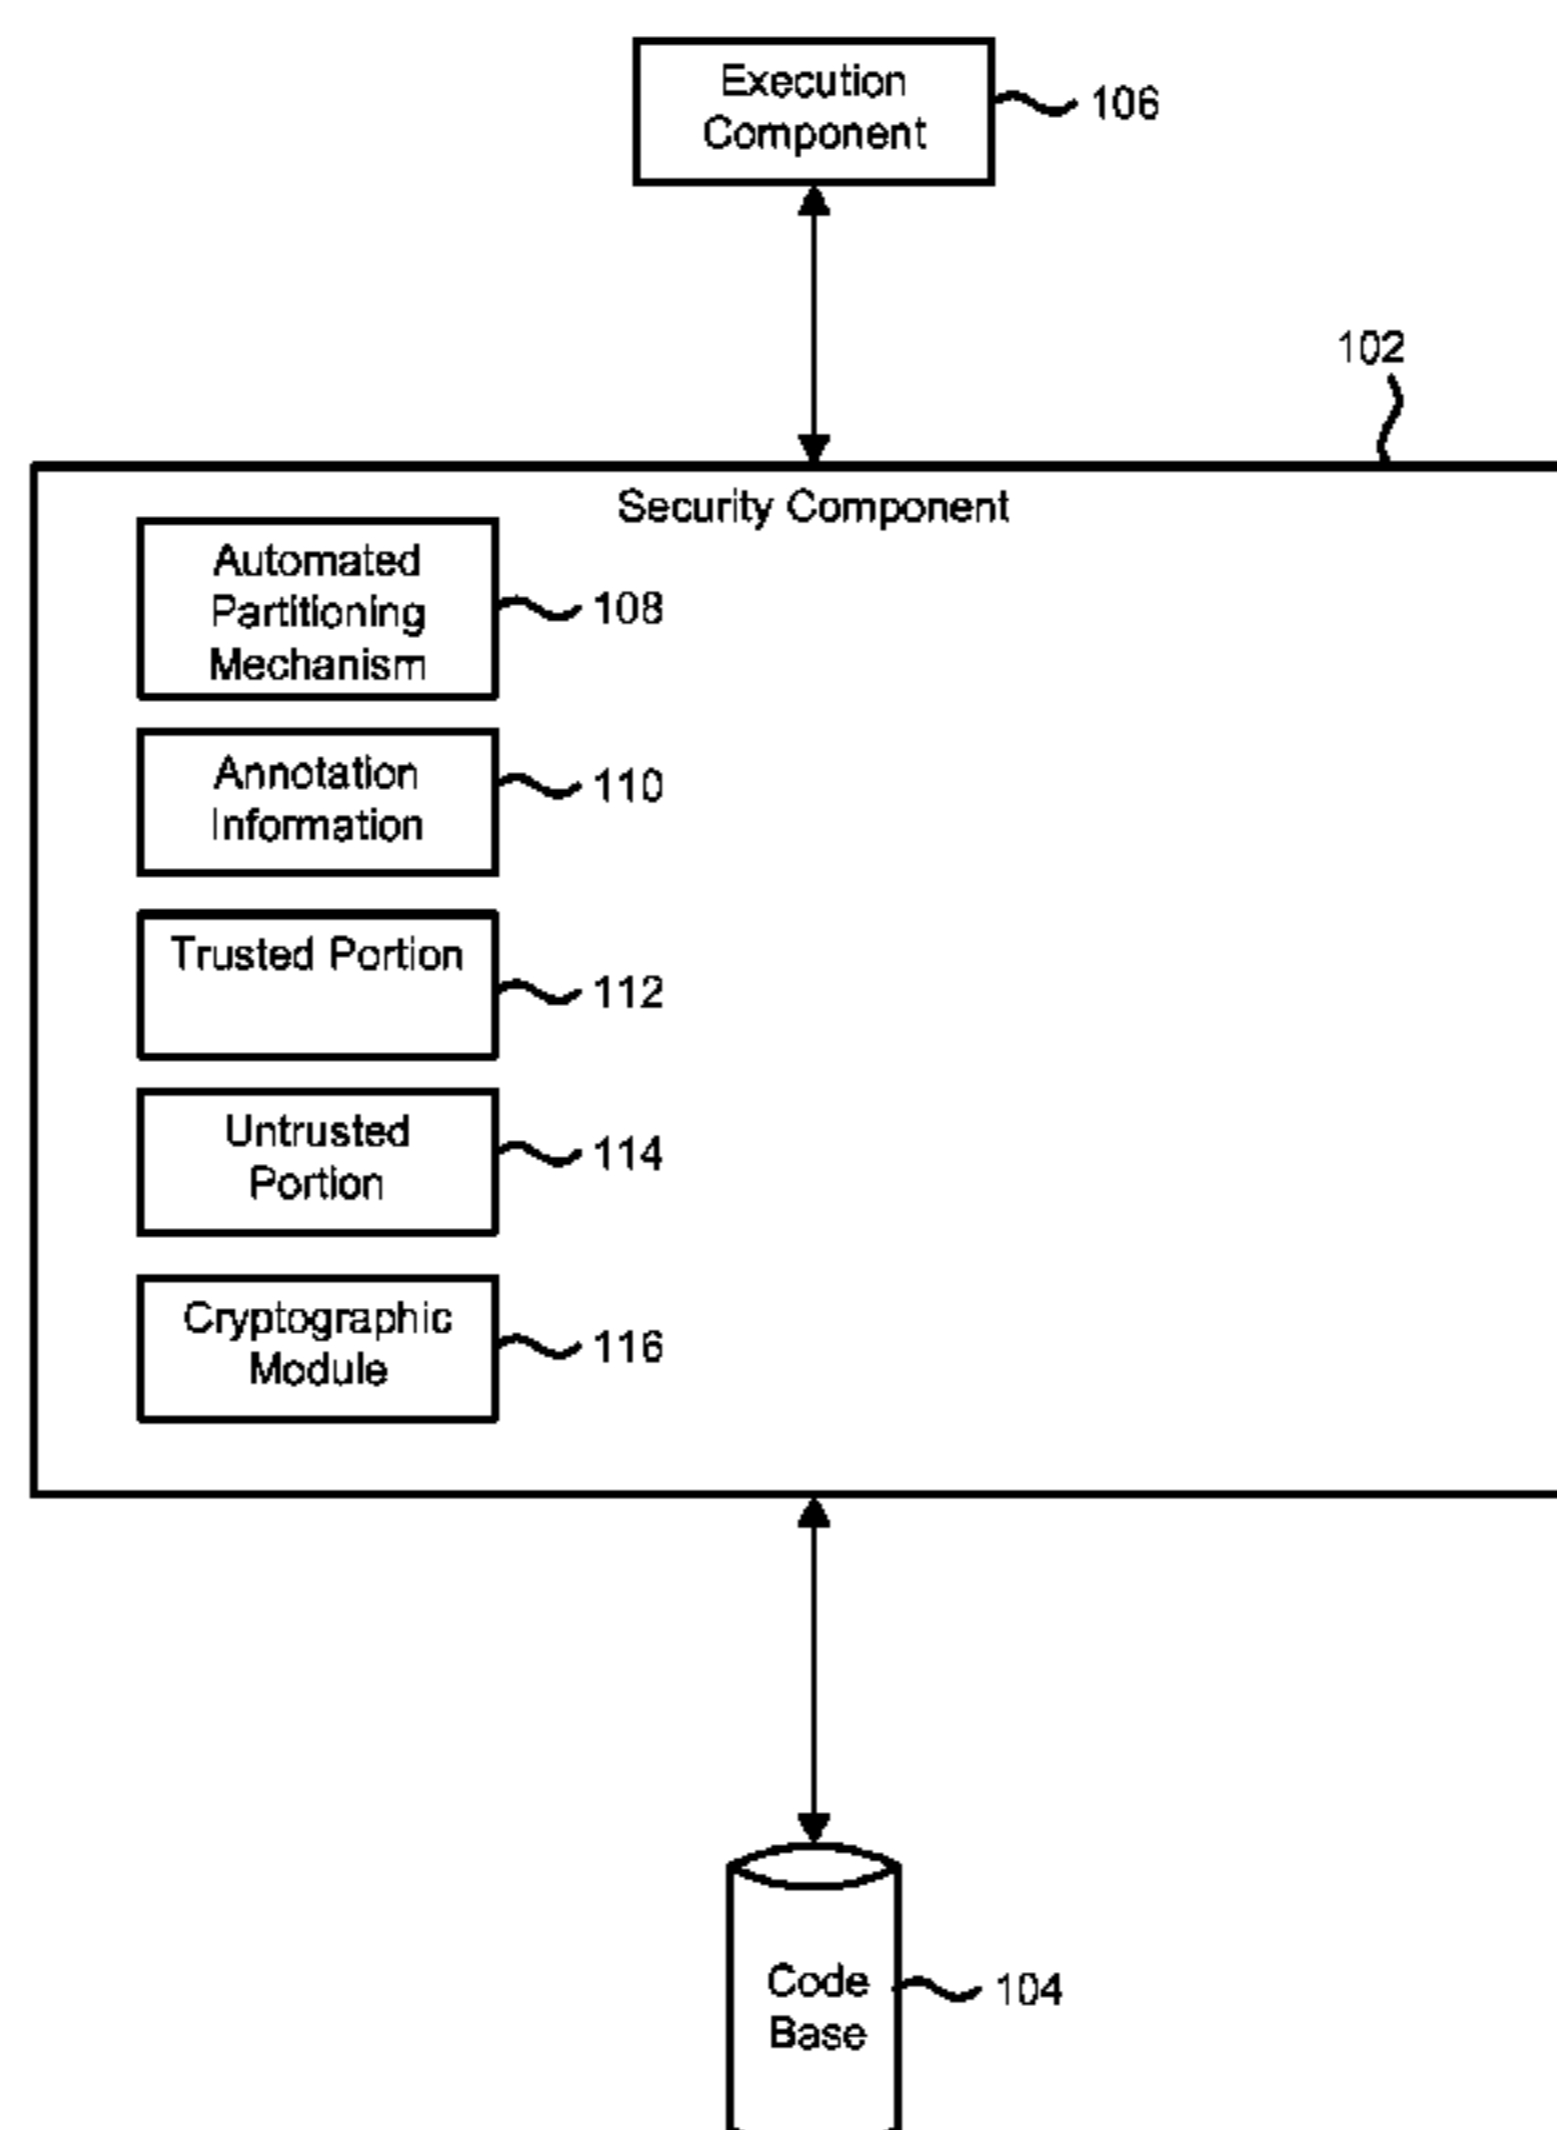 Execution
Component
106
102
Security Component
Automated
Partitioning
Mechanism
108
Annotation
Information
110
Trusted Portion
112
Untrusted
Portion
114
Cryptographic
Module
116
Code
Base
104